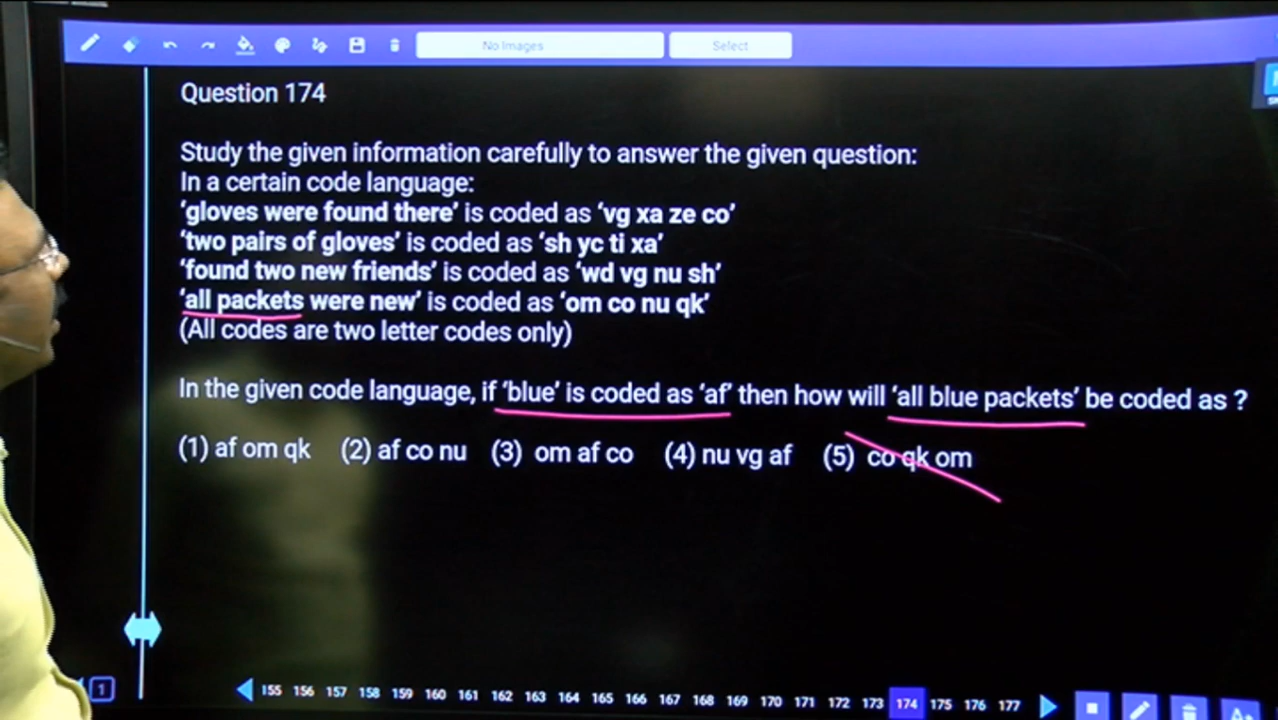 No Images Select
Question 174
Study the given information carefully to answer the given question:
In a certain code language:
‘gloves were found there’ is coded as ‘vg xa ze co’
‘two pairs of gloves’ is coded as ‘sh yc ti xa’
‘found two new friends’ is coded as ‘wd vg nu sh’
‘all packets were new’ is coded as ‘om co nu qk’
(All codes are two letter codes only)
In the given code language, if ‘blue’ is coded as ‘af’ then how will ‘all blue packets’ be coded as ?
(1) af om qk (2) af co nu (3) om af co (4) nu vg af (5) co qk om
1 155 156 157 158 159 160 161 162 163 164 165 166 167 168 169 170 171 172 173 174 175 176 177